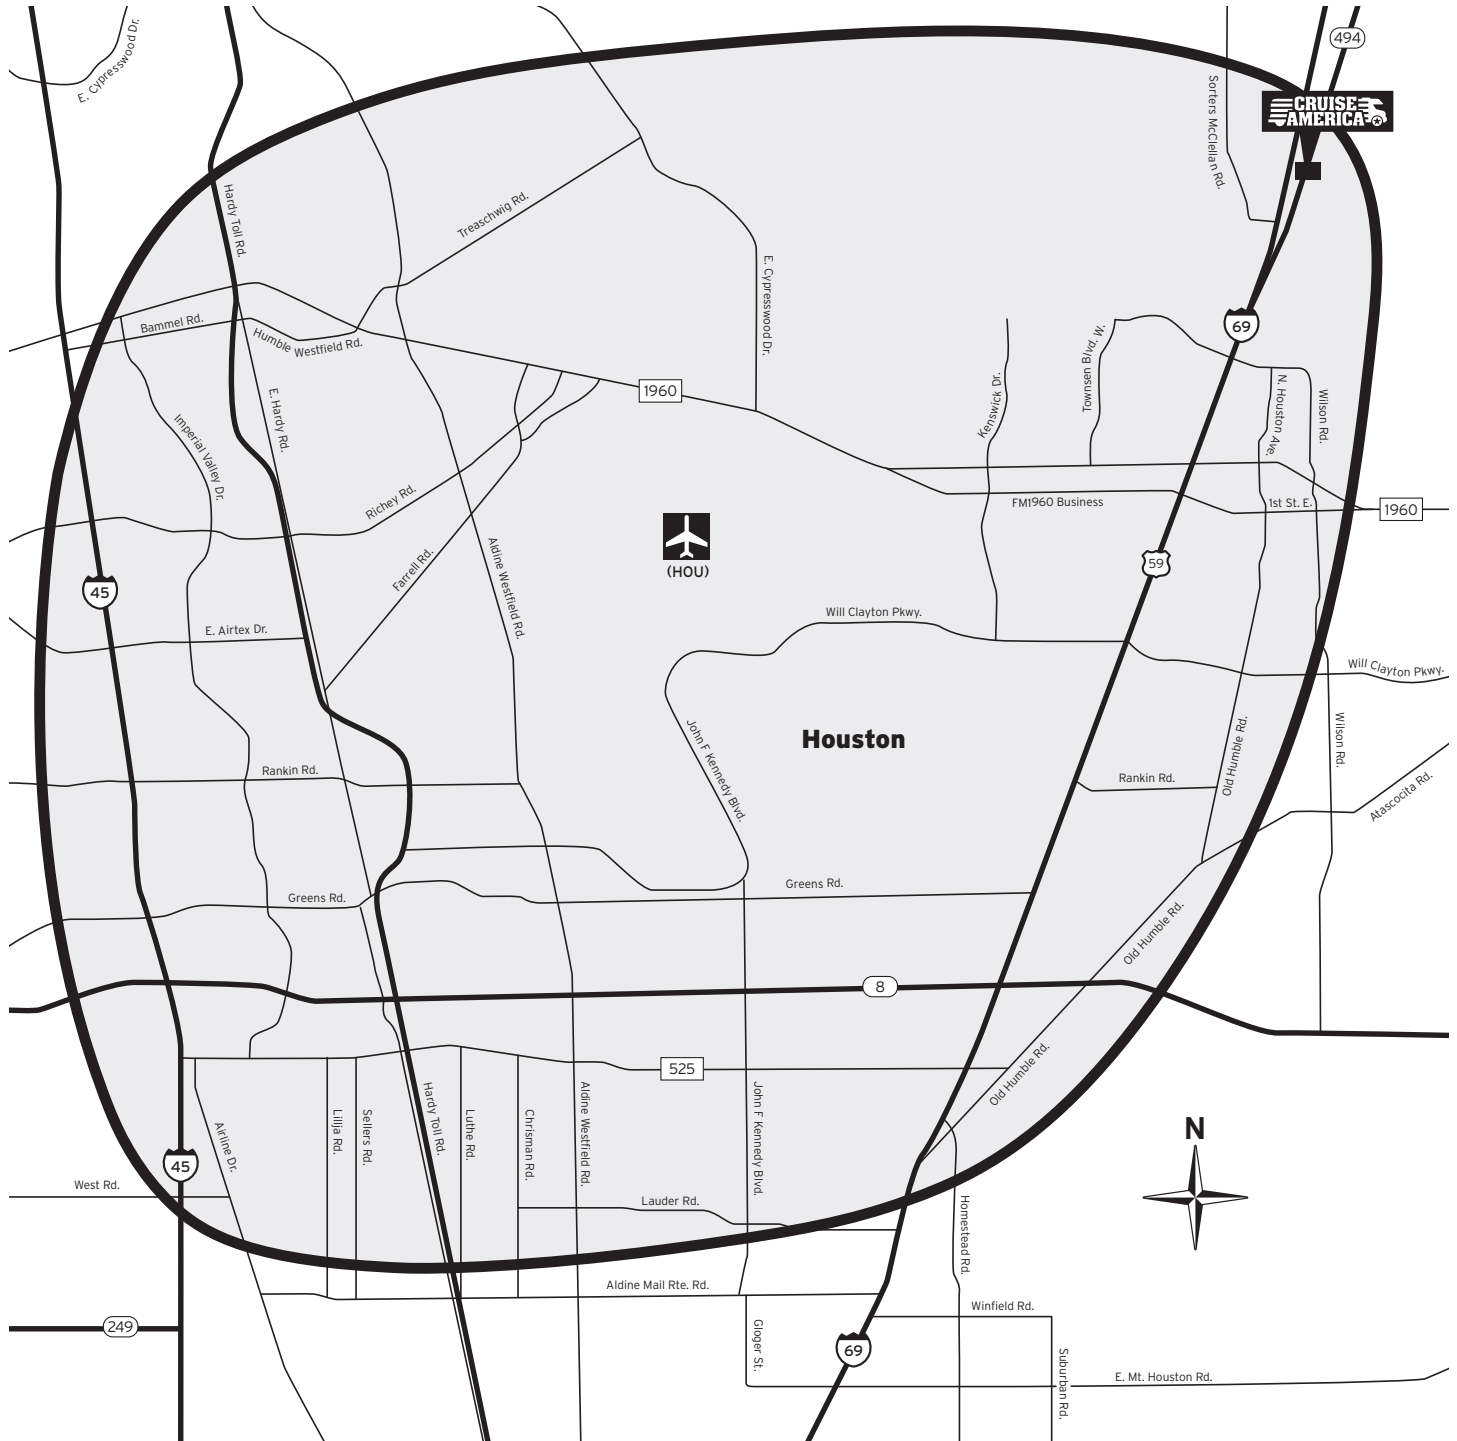 E. Cypresswood Dr.
494
CRUISE
AMERICA
Sorters McClellan Rd.
Hardy Toll Rd.
Treaschwig Rd.
E. Cypresswood Dr.
Bammel Rd.
Humble Westfield Rd.
69
Townsen Blvd. W.
Kenswick Dr.
N. Houston Ave.
Wilson Rd.
1960
E. Hardy Rd.
Imperial Valley Dr.
Richey Rd.
FM1960 Business
1st St. E.
1960
Farrell Rd.
Aldine Westfield Rd.
(HOU)
59
45
E. Airtex Dr.
Will Clayton Pkwy.
Will Clayton Pkwy.
John F Kennedy Blvd.
Houston
Old Humble Rd.
Wilson Rd.
Rankin Rd.
Rankin Rd.
Atascocita Rd.
Greens Rd.
Greens Rd.
Old Humble Rd.
8
525
Old Humble Rd.
Airline Dr.
Lillja Rd.
Sellers Rd.
Hardy Toll Rd.
Luthe Rd.
Chrisman Rd.
Aldine Westfield Rd.
John F Kennedy Blvd.
N
45
West Rd.
Lauder Rd.
Homestead Rd.
Aldine Mail Rte. Rd.
Winfield Rd.
249
Gloger St.
69
Suburban Rd.
E. Mt. Houston Rd.